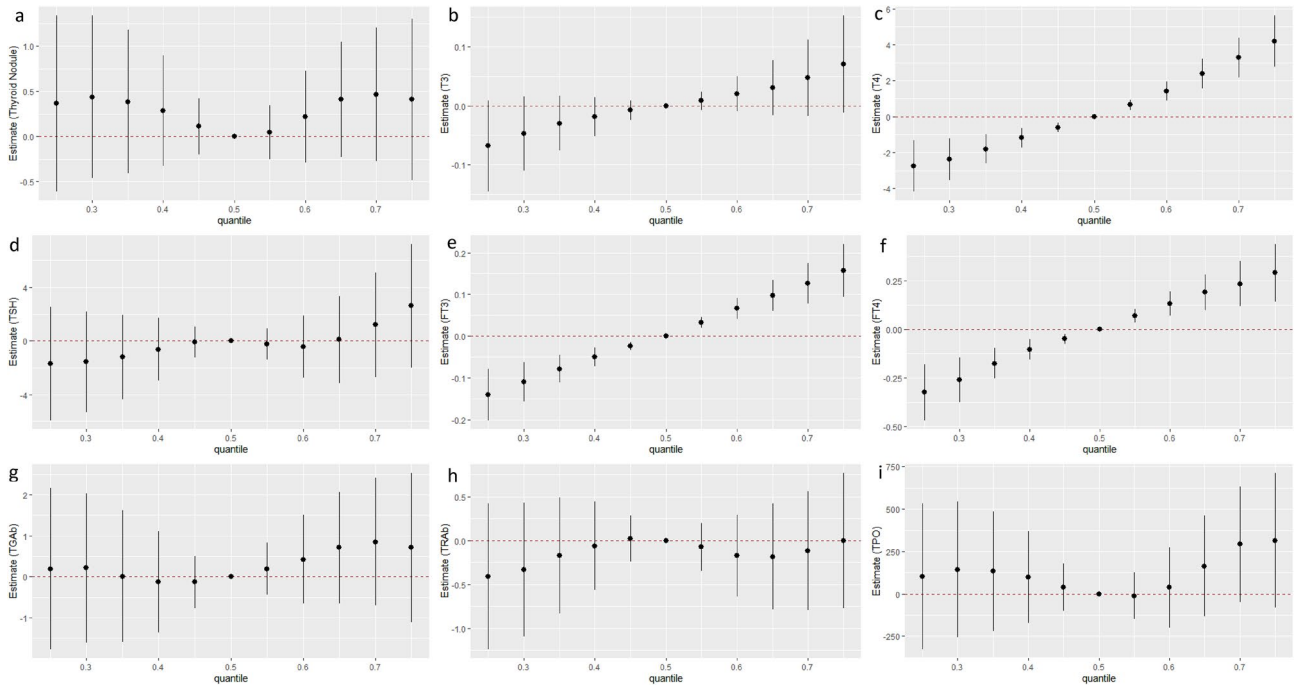 a
Estimate (Thyroid Nodule)
1.0
0.5
0.0
-0.5
0.3 0.4 0.5 0.6 0.7
quantile
b
Estimate (T3)
0.1
0.0
-0.1
0.3 0.4 0.5 0.6 0.7
quantile
c
Estimate (T4)
6
4
2
0
-2
-4
0.3 0.4 0.5 0.6 0.7
quantile
d
Estimate (TSH)
4
0
-4
0.3 0.4 0.5 0.6 0.7
quantile
e
Estimate (FT3)
0.2
0.1
0.0
-0.1
-0.2
0.3 0.4 0.5 0.6 0.7
quantile
f
Estimate (FT4)
0.25
0.00
-0.25
-0.50
0.3 0.4 0.5 0.6 0.7
quantile
g
Estimate (TGAb)
2
1
0
-1
0.3 0.4 0.5 0.6 0.7
quantile
h
Estimate (TRAb)
0.5
0.0
-0.5
-1.0
0.3 0.4 0.5 0.6 0.7
quantile
i
Estimate (TPO)
750
500
250
0
-250
0.3 0.4 0.5 0.6 0.7
quantile